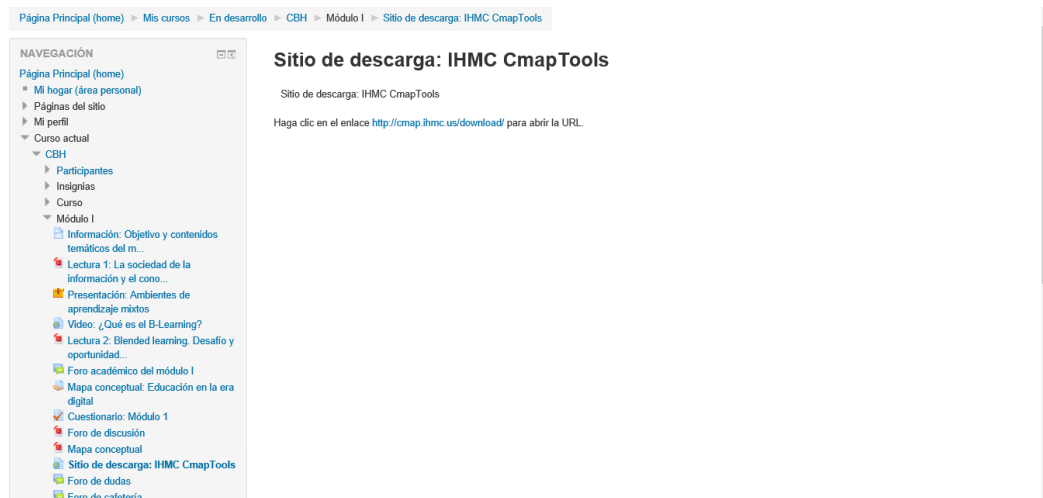 Página Principal (home) Mis cursos En desarrollo CBH Módulo I Sitio de descarga: IHMC CmapTools
NAVEGACIÓN
Página Principal (home)
Mi hogar (área personal)
Páginas del sitio
Mi perfil
Curso actual
CBH
Participantes
Insignias
Curso
Módulo I
Información: Objetivo y contenidos
temáticos del m...
Lectura 1: La sociedad de la
información y el cono...
Presentación: Ambientes de
aprendizaje mixtos
Video: ¿Qué es el B-Learning?
Lectura 2: Blended learning. Desafío y
oportunidad...
Foro académico del módulo I
Mapa conceptual: Educación en la era
digital
Cuestionario: Módulo 1
Foro de discusión
Mapa conceptual
Sitio de descarga: IHMC CmapTools
Foro de dudas
Foro de cafetería
Sitio de descarga: IHMC CmapTools
Sitio de descarga: IHMC CmapTools
Haga clic en el enlace http://cmap.ihmc.us/download/ para abrir la URL.